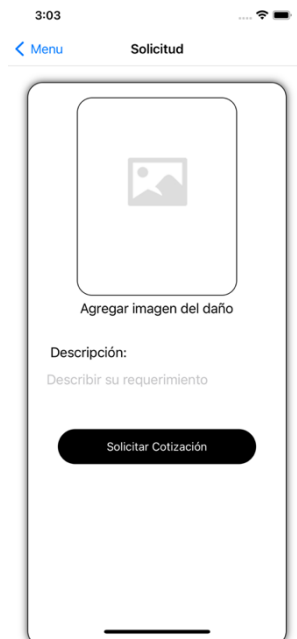 3:03
Menu
Solicitud
Agregar imagen del daño
Descripción:
Describir su requerimiento
Solicitar Cotización